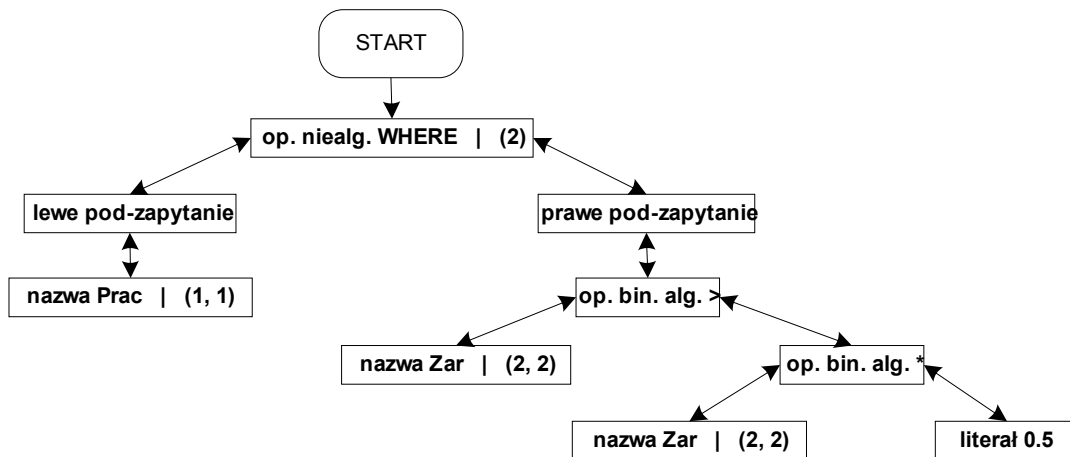 START
op. niealg. WHERE | (2)
lewe pod-zapytanie
prawe pod-zapytanie
nazwa Prac | (1, 1)
op. bin. alg. >
nazwa Zar | (2, 2)
op. bin. alg. *
nazwa Zar | (2, 2)
literał 0.5